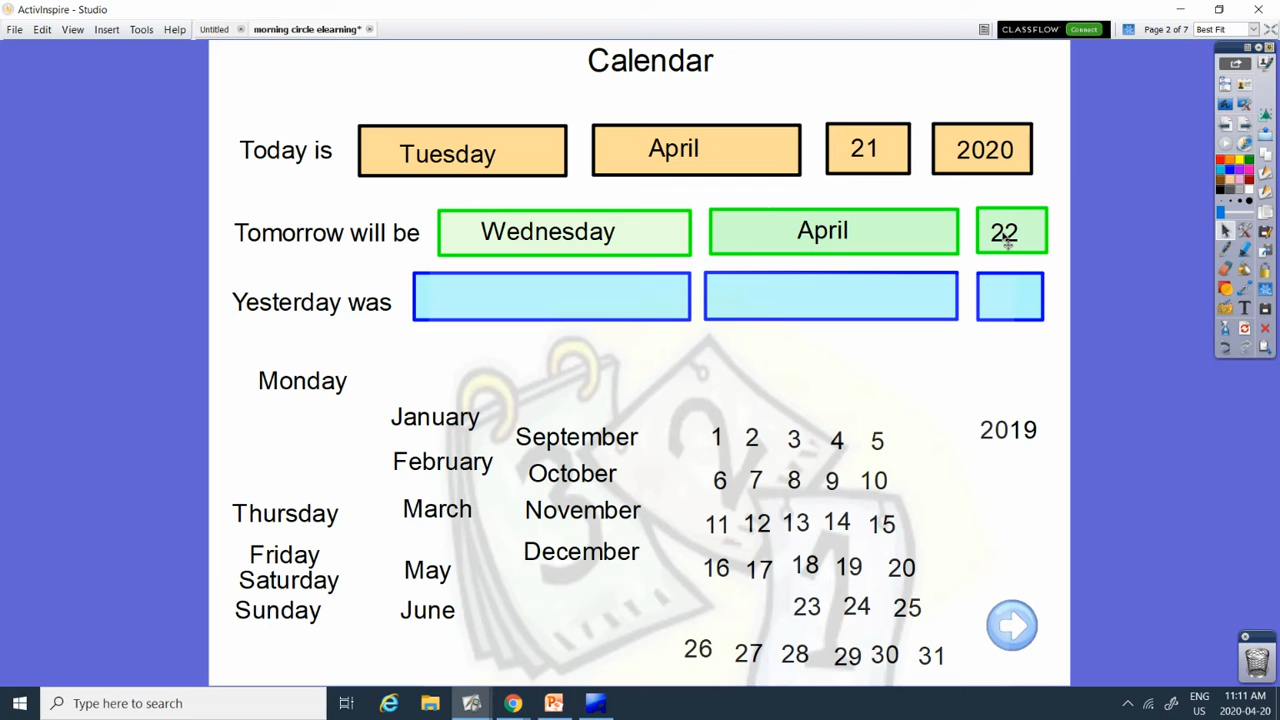 ActivInspire - Studio
File Edit View Insert Tools Help Untitled morning circle elearning* CLASSFLOW Connect Page 2 of 7 Best Fit
Calendar
Today is Tuesday April 21 2020
Tomorrow will be Wednesday April 22
Yesterday was
Monday
January
September 1 2 3 4 5 2019
February October 6 7 8 9 10
Thursday March November 11 12 13 14 15
Friday May December 16 17 18 19 20
Saturday
Sunday June 23 24 25
26 27 28 29 30 31
Type here to search ENG 11:11 AM
US 2020-04-20